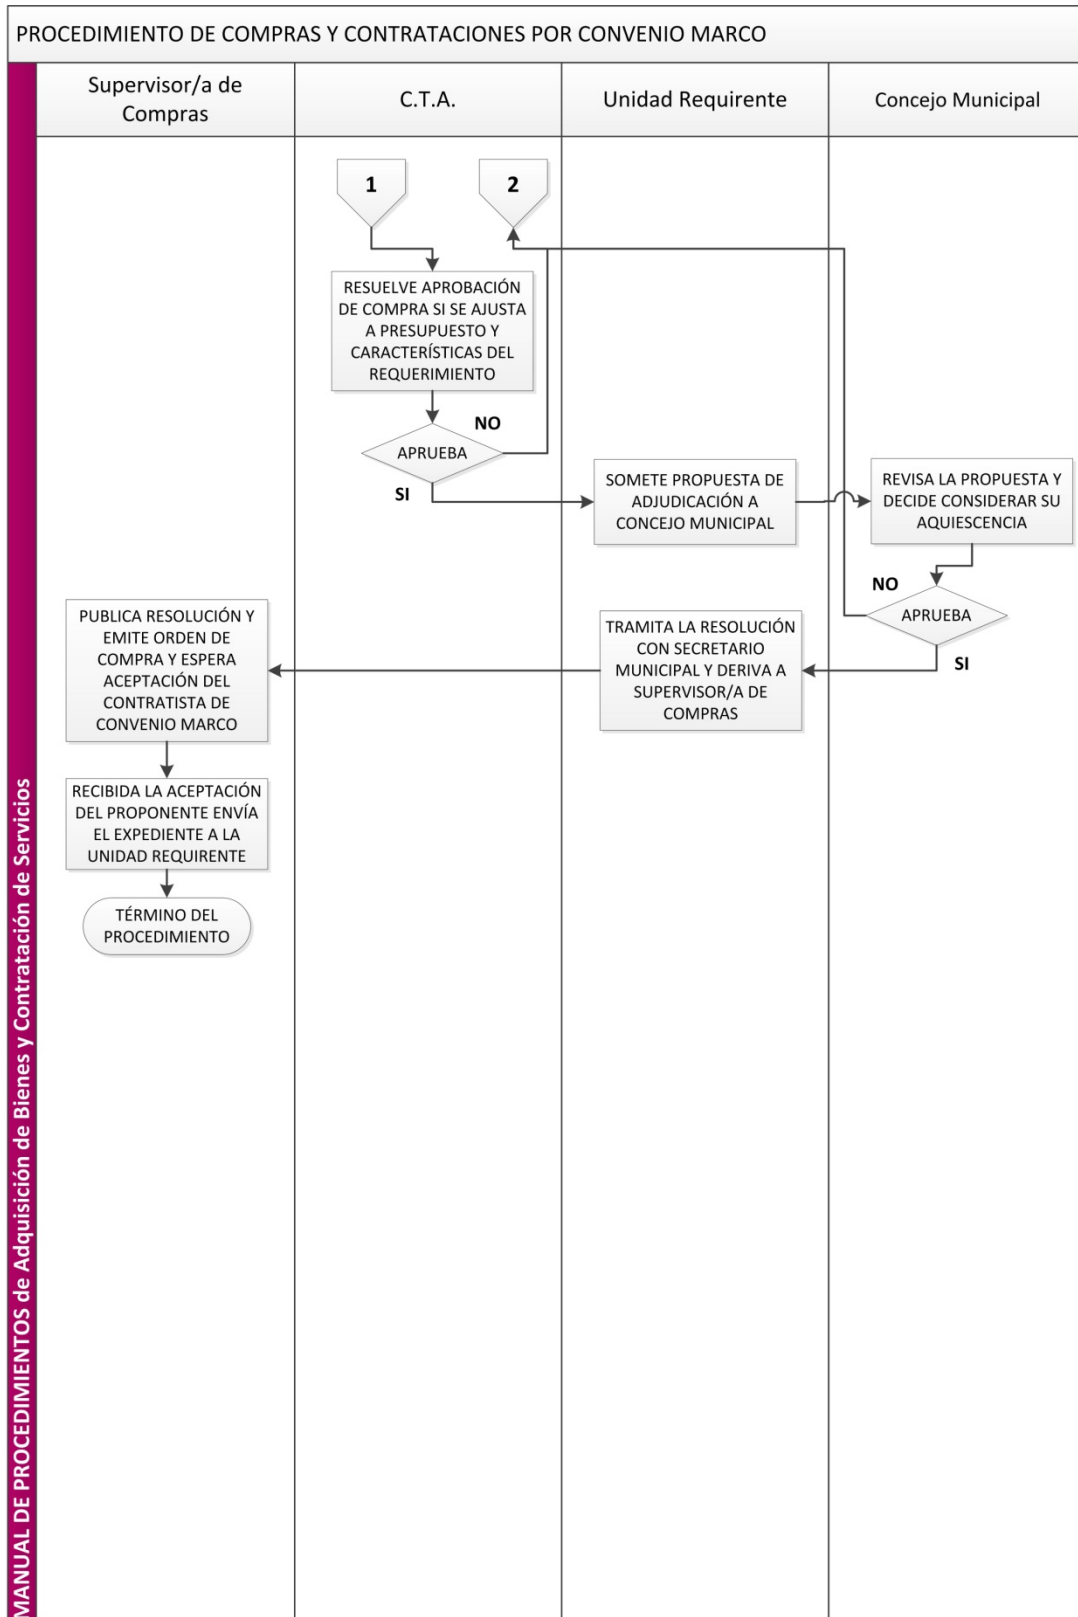 PROCEDIMIENTO DE COMPRAS Y CONTRATACIONES POR CONVENIO MARCO
Supervisor/a de
Compras
C.T.A.
Unidad Requirente
Concejo Municipal
1
2
RESUELVE APROBACIÓN
DE COMPRA SI SE AJUSTA
A PRESUPUESTO Y
CARACTERÍSTICAS DEL
REQUERIMIENTO
APRUEBA
NO
SI
SOMETE PROPUESTA DE
ADJUDICACIÓN A
CONCEJO MUNICIPAL
REVISA LA PROPUESTA Y
DECIDE CONSIDERAR SU
AQUIESCENCIA
NO
APRUEBA
SI
TRAMITA LA RESOLUCIÓN
CON SECRETARIO
MUNICIPAL Y DERIVA A
SUPERVISOR/A DE
COMPRAS
PUBLICA RESOLUCIÓN Y
EMITE ORDEN DE
COMPRA Y ESPERA
ACEPTACIÓN DEL
CONTRATISTA DE
CONVENIO MARCO
RECIBIDA LA ACEPTACIÓN
DEL PROPONENTE ENVÍA
EL EXPEDIENTE A LA
UNIDAD REQUIRENTE
TÉRMINO DEL
PROCEDIMIENTO
MANUAL DE PROCEDIMIENTOS de Adquisición de Bienes y Contratación de Servicios